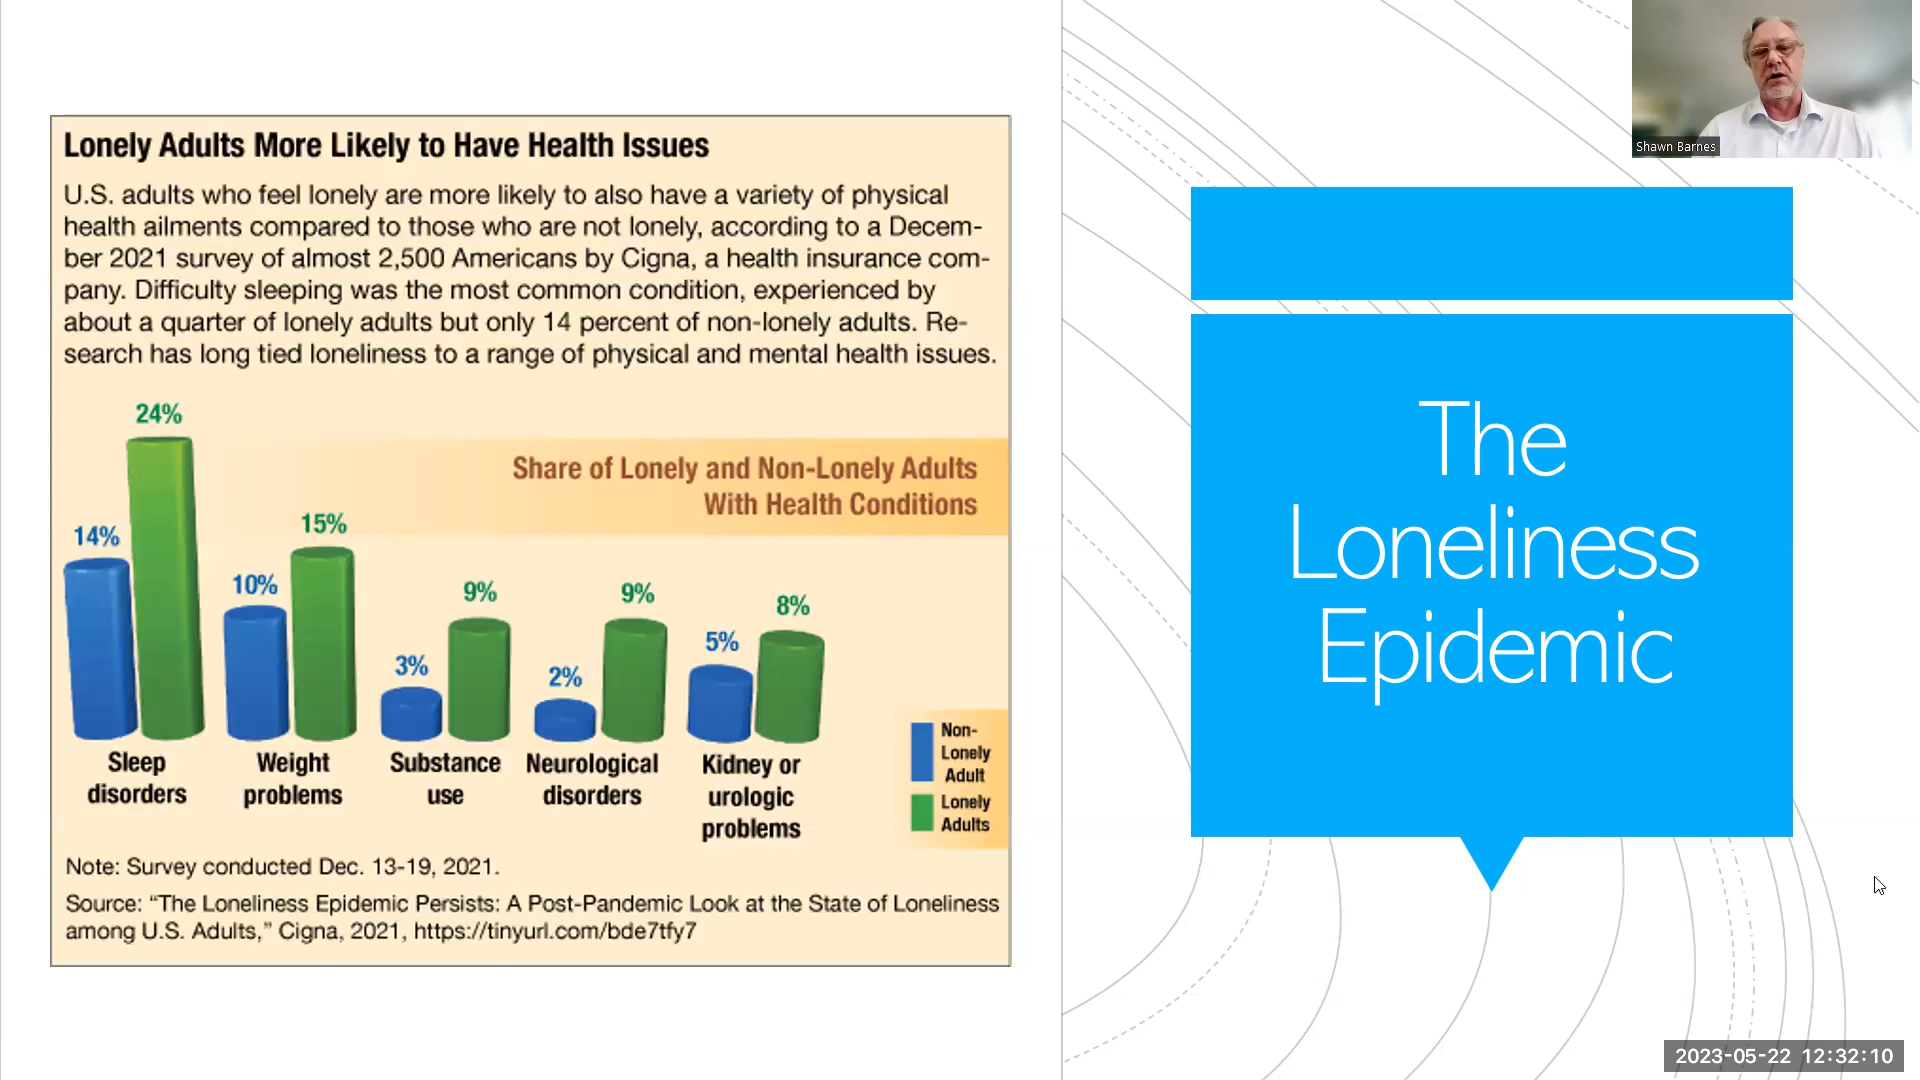 Lonely Adults More Likely to Have Health Issues
U.S. adults who feel lonely are more likely to also have a variety of physical
health ailments compared to those who are not lonely, according to a Decem-
ber 2021 survey of almost 2,500 Americans by Cigna, a health insurance com-
pany. Difficulty sleeping was the most common condition, experienced by
about a quarter of lonely adults but only 14 percent of non-lonely adults. Re-
search has long tied loneliness to a range of physical and mental health issues.
Share of Lonely and Non-Lonely Adults
With Health Conditions
14%
24%
10%
15%
3%
9%
2%
9%
5%
8%
Sleep
disorders
Weight
problems
Substance
use
Neurological
disorders
Kidney or
urologic
problems
Non-
Lonely
Adult
Lonely
Adults
Note: Survey conducted Dec. 13-19, 2021.
Source: “The Loneliness Epidemic Persists: A Post-Pandemic Look at the State of Loneliness
among U.S. Adults,” Cigna, 2021, https://tinyurl.com/bde7tfy7
The
Loneliness
Epidemic
Shawn Barnes
2023-05-22 12:32:10